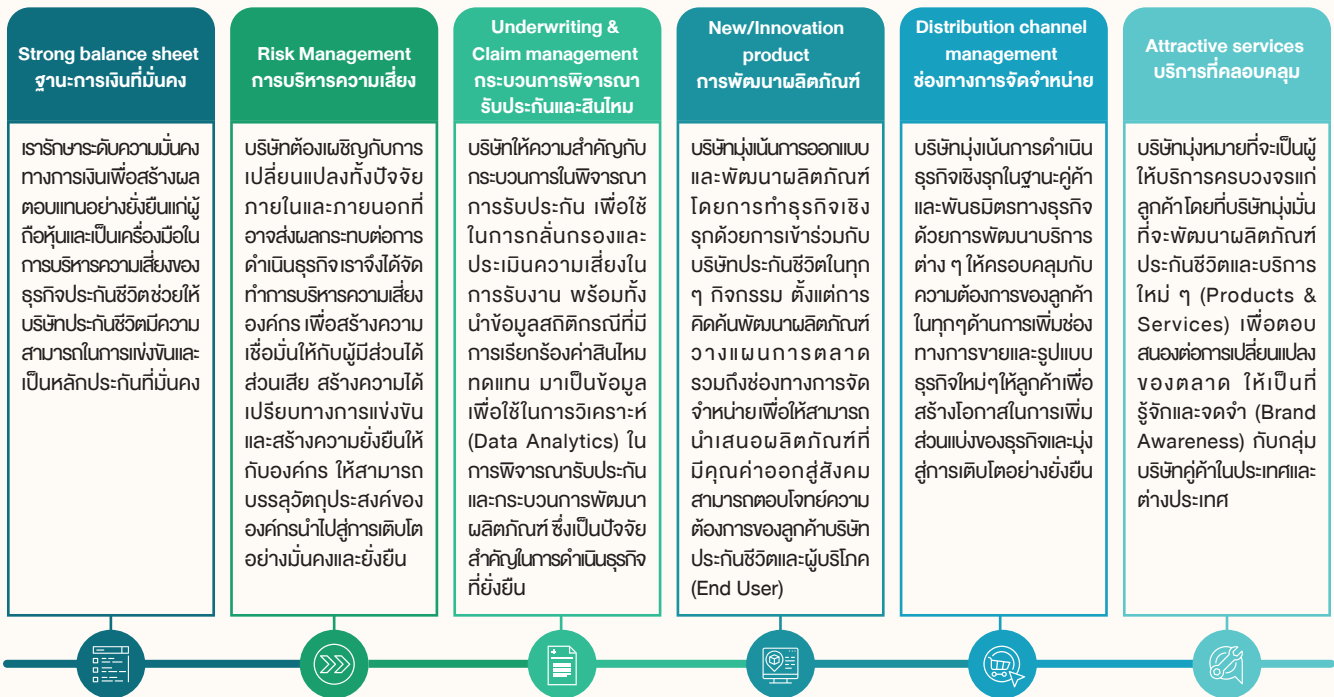 Strong balance sheet
ฐานะการเงินที่มั่นคง
เรารักษาระดับความมั่นคง
ทางการเงินเพื่อสร้างผล
ตอบแทนอย่างยั่งยืนแก่ผู้
ถือหุ้นและเป็นเครื่องมือใน
การบริหารความเสี่ยงของ
ธุรกิจประกันชีวิตช่วยให้
บริษัทประกันชีวิตมีความ
สามารถในการแข่งขันและ
เป็นหลักประกันที่มั่นคง
Risk Management
การบริหารความเสี่ยง
บริษัทต้องเผชิญกับการ
เปลี่ยนแปลงทั้งปัจจัย
ภายในและภายนอกที่
อาจส่งผลกระทบต่อการ
ดำเนินธุรกิจ เราจึงได้จัด
ทำการบริหารความเสี่ยง
องค์กร เพื่อสร้างความ
เชื่อมั่นให้กับผู้มีส่วนได้
ส่วนเสีย สร้างความได้
เปรียบทางการแข่งขัน
และสร้างความยั่งยืนให้
กับองค์กร ให้สามารถ
บรรลุวัตถุประสงค์ของ
องค์กรนำไปสู่การเติบโต
อย่างมั่นคงและยั่งยืน
Underwriting &
Claim management
กระบวนการพิจารณา
รับประกันและสินไหม
บริษัทให้ความสำคัญกับ
กระบวนการในพิจารณา
การรับประกัน เพื่อใช้
ในการกลั่นกรองและ
ประเมินความเสี่ยงใน
การรับงาน พร้อมทั้ง
นำข้อมูลสถิติกรณีที่มี
การเรียกร้องค่าสินไหม
ทดแทน มาเป็นข้อมูล
เพื่อใช้ในการวิเคราะห์
(Data Analytics) ใน
การพิจารณารับประกัน
และกระบวนการพัฒนา
ผลิตภัณฑ์ ซึ่งเป็นปัจจัย
สำคัญในการดำเนินธุรกิจ
ที่ยั่งยืน
New/Innovation
product
การพัฒนาผลิตภัณฑ์
บริษัทมุ่งเน้นการออกแบบ
และพัฒนาผลิตภัณฑ์
โดยการทำธุรกิจเชิง
รุกด้วยการเข้าร่วมกับ
บริษัทประกันชีวิตในทุก
ๆ กิจกรรม ตั้งแต่การ
คิดค้นพัฒนาผลิตภัณฑ์
วางแผนการตลาด
รวมถึงช่องทางการจัด
จำหน่ายเพื่อให้สามารถ
นำเสนอผลิตภัณฑ์ที่
มีคุณค่าออกสู่สังคม
สามารถตอบโจทย์ความ
ต้องการของลูกค้าบริษัท
ประกันชีวิตและผู้บริโภค
(End User)
Distribution channel
management
ช่องทางการจัดจำหน่าย
บริษัทมุ่งเน้นการดำเนิน
ธุรกิจเชิงรุกในฐานะคู่ค้า
และพันธมิตรทางธุรกิจ
ด้วยการพัฒนาบริการ
ต่าง ๆ ให้ครอบคลุมกับ
ความต้องการของลูกค้า
ในทุกๆด้านการเพิ่มช่อง
ทางการขายและรูปแบบ
ธุรกิจใหม่ๆให้ลูกค้าเพื่อ
สร้างโอกาสในการเพิ่ม
ส่วนแบ่งของธุรกิจและมุ่ง
สู่การเติบโตอย่างยั่งยืน
Attractive services
บริการที่คลอบคลุม
บริษัทมุ่งหมายที่จะเป็นผู้
ให้บริการครบวงจรแก่
ลูกค้า โดยที่บริษัทมุ่งมั่น
ที่จะพัฒนาผลิตภัณฑ์
ประกันชีวิตและบริการ
ใหม่ ๆ (Products &
Services) เพื่อตอบ
สนองต่อการเปลี่ยนแปลง
ของตลาด ให้เป็นที่
รู้จักและจดจำ (Brand
Awareness) กับกลุ่ม
บริษัทคู่ค้าในประเทศและ
ต่างประเทศ